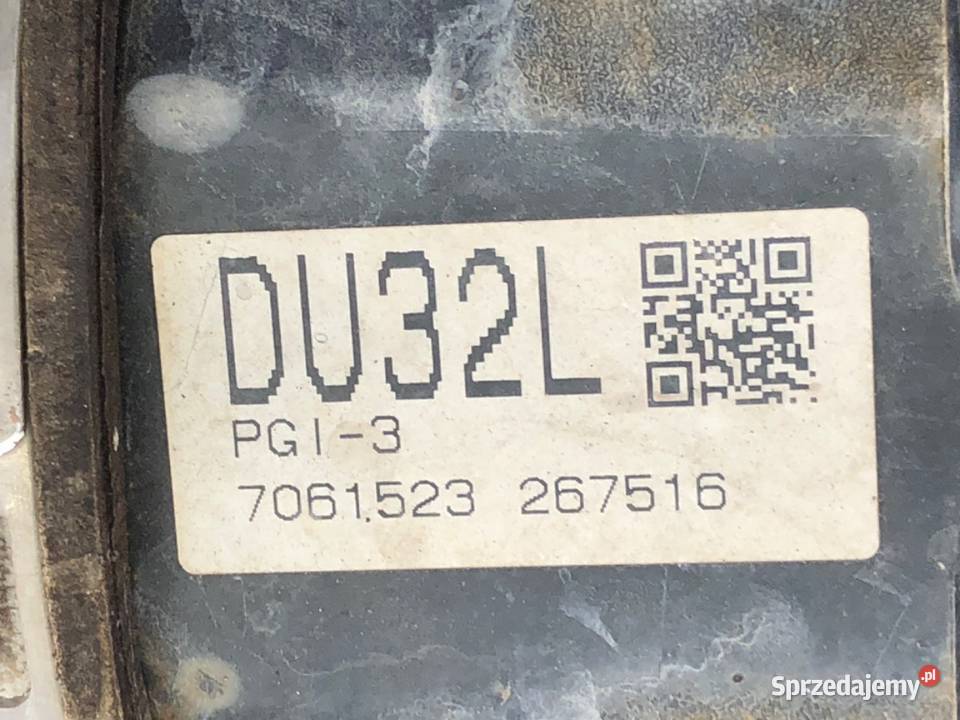 DU32L
PGI-3
7061523 267516
Sprzedajemy.pl